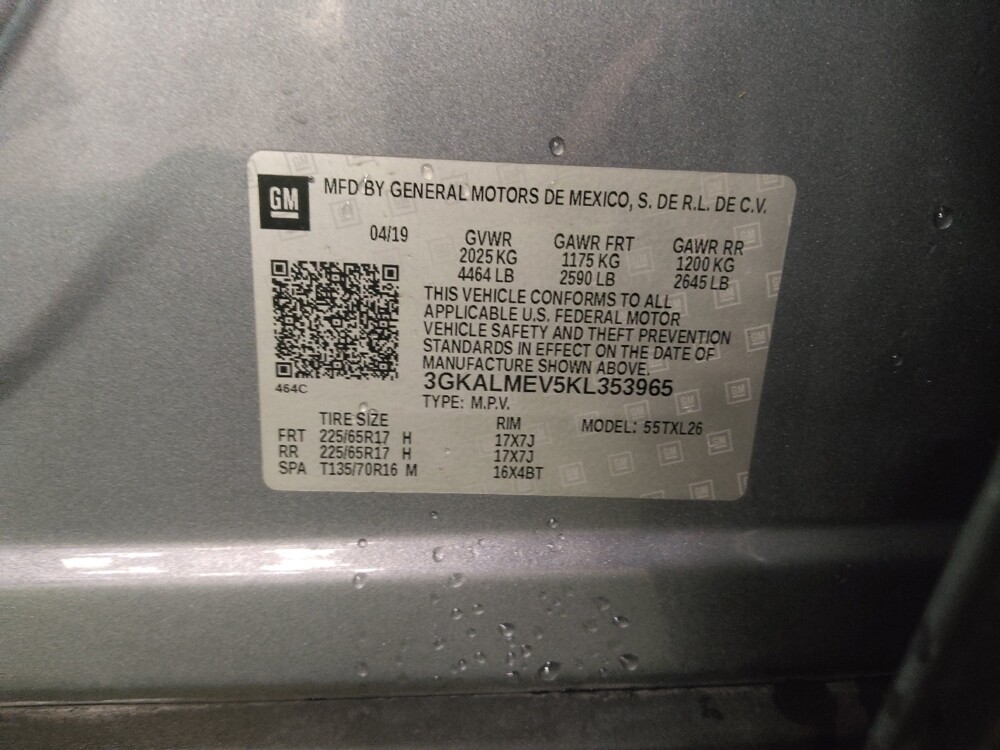 GM
MFD BY GENERAL MOTORS DE MEXICO, S. DE R.L. DE C.V.
04/19 GVWR GAWR FRT GAWR RR
2025 KG 1175 KG 1200 KG
4464 LB 2590 LB 2645 LB
THIS VEHICLE CONFORMS TO ALL
APPLICABLE U.S. FEDERAL MOTOR
VEHICLE SAFETY AND THEFT PREVENTION
STANDARDS IN EFFECT ON THE DATE OF
MANUFACTURE SHOWN ABOVE.
464C
3GKALMEV5KL353965
TYPE: M.P.V.
TIRE SIZE RIM MODEL: 55TXL26
FRT 225/65R17 H 17X7J
RR 225/65R17 H 17X7J
SPA T135/70R16 M 16X4BT